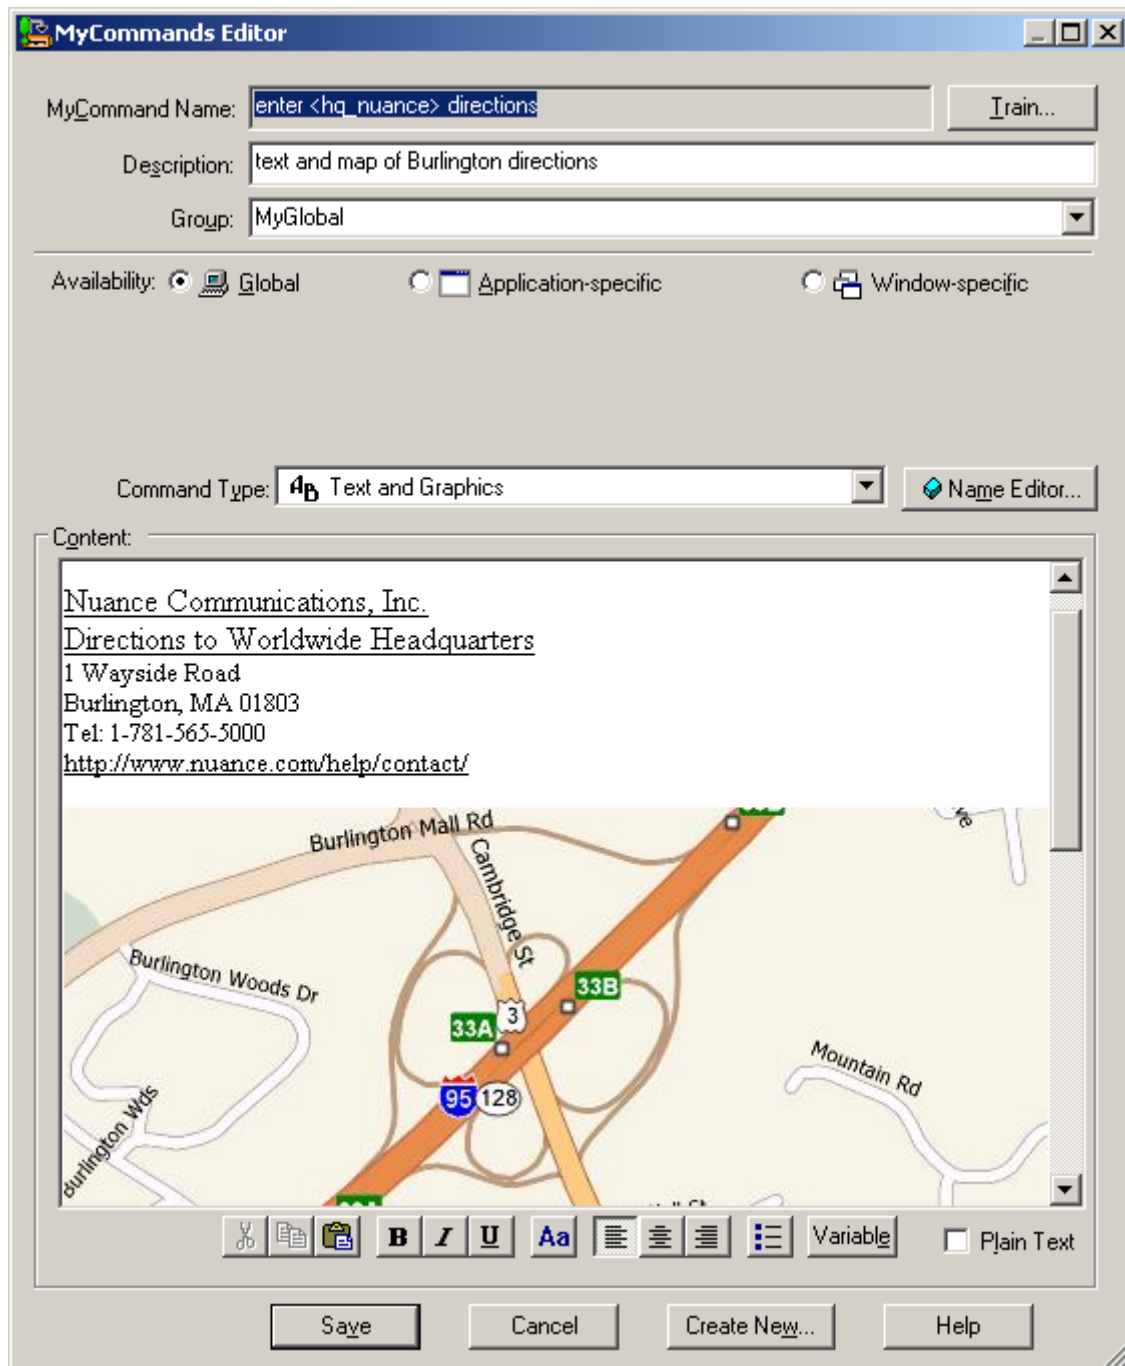 MyCommands Editor
MyCommand Name: enter <hq_nuance> directions Train...
Description: text and map of Burlington directions
Group: MyGlobal
Availability: Global Application-specific Window-specific
Command Type: AB Text and Graphics Name Editor...
Content:
Nuance Communications, Inc.
Directions to Worldwide Headquarters
1 Wayside Road
Burlington, MA 01803
Tel: 1-781-565-5000
http://www.nuance.com/help/contact/
Burlington Mall Rd
Cambridge St
Burlington Woods Dr
33B
3
33A
Mountain Rd
95 128
Burlington Wds
B I U Aa Variable Plain Text
Save Cancel Create New... Help